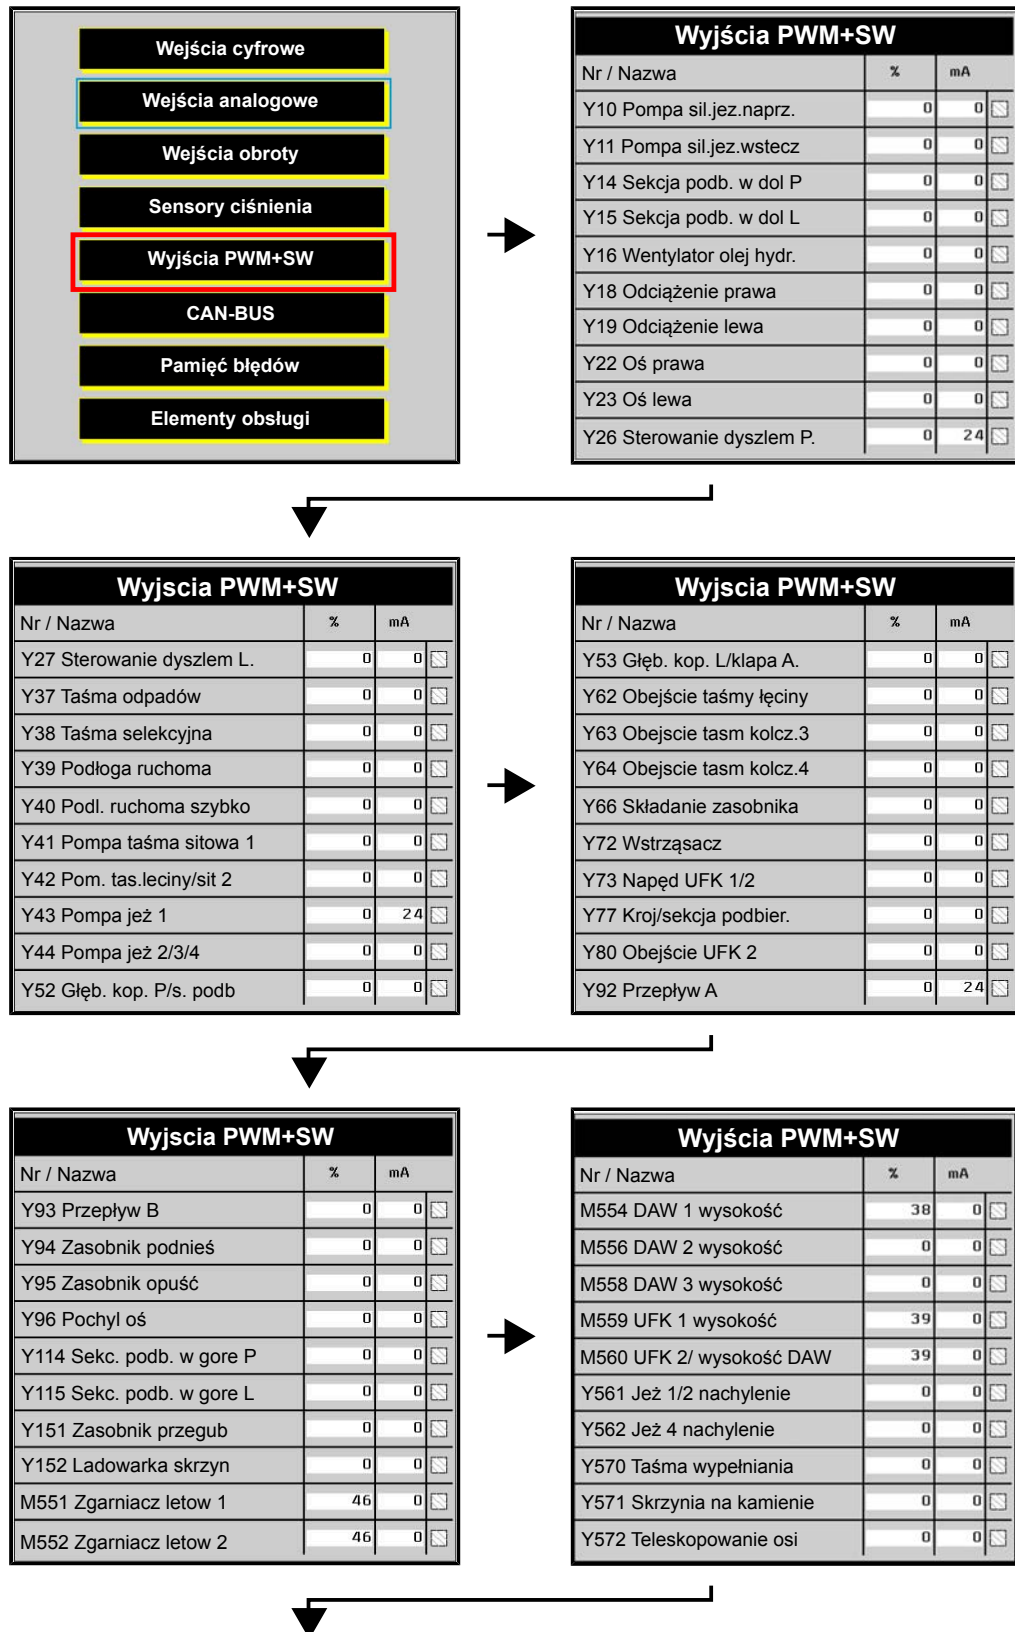 Wejścia cyfrowe
Wejścia analogowe
Wejścia obroty
Sensory ciśnienia
Wyjścia PWM+SW
CAN-BUS
Pamięć błędów
Elementy obsługi
Wyjścia PWM+SW
Nr / Nazwa % mA
Y10 Pompa sil.jez.naprz. 0 0
Y11 Pompa sil.jez.wstecz 0 0
Y14 Sekcja podb. w dol P 0 0
Y15 Sekcja podb. w dol L 0 0
Y16 Wentylator olej hydr. 0 0
Y18 Odciążenie prawa 0 0
Y19 Odciążenie lewa 0 0
Y22 Oś prawa 0 0
Y23 Oś lewa 0 0
Y26 Sterowanie dyszlem P. 0 24
Wyjscia PWM+SW
Nr / Nazwa % mA
Y27 Sterowanie dyszlem L. 0 0
Y37 Taśma odpadów 0 0
Y38 Taśma selekcyjna 0 0
Y39 Podłoga ruchoma 0 0
Y40 Podl. ruchoma szybko 0 0
Y41 Pompa taśma sitowa 1 0 0
Y42 Pom. tas.leciny/sit 2 0 0
Y43 Pompa jeż 1 0 24
Y44 Pompa jeż 2/3/4 0 0
Y52 Głęb. kop. P/s. podb 0 0
Wyjscia PWM+SW
Nr / Nazwa % mA
Y53 Głęb. kop. L/klapa A. 0 0
Y62 Obejście taśmy łęciny 0 0
Y63 Obejscie tasm kolcz.3 0 0
Y64 Obejscie tasm kolcz.4 0 0
Y66 Składanie zasobnika 0 0
Y72 Wstrząsacz 0 0
Y73 Napęd UFK 1/2 0 0
Y77 Kroj/sekcja podbier. 0 0
Y80 Obejście UFK 2 0 0
Y92 Przepływ A 0 24
Wyjscia PWM+SW
Nr / Nazwa % mA
Y93 Przepływ B 0 0
Y94 Zasobnik podnieś 0 0
Y95 Zasobnik opuść 0 0
Y96 Pochyl oś 0 0
Y114 Sekc. podb. w gore P 0 0
Y115 Sekc. podb. w gore L 0 0
Y151 Zasobnik przegub 0 0
Y152 Ladowarka skrzyn 0 0
M551 Zgarniacz letow 1 46 0
M552 Zgarniacz letow 2 46 0
Wyjścia PWM+SW
Nr / Nazwa % mA
M554 DAW 1 wysokość 38 0
M556 DAW 2 wysokość 0 0
M558 DAW 3 wysokość 0 0
M559 UFK 1 wysokość 39 0
M560 UFK 2/ wysokość DAW 39 0
Y561 Jeż 1/2 nachylenie 0 0
Y562 Jeż 4 nachylenie 0 0
Y570 Taśma wypełniania 0 0
Y571 Skrzynia na kamienie 0 0
Y572 Teleskopowanie osi 0 0